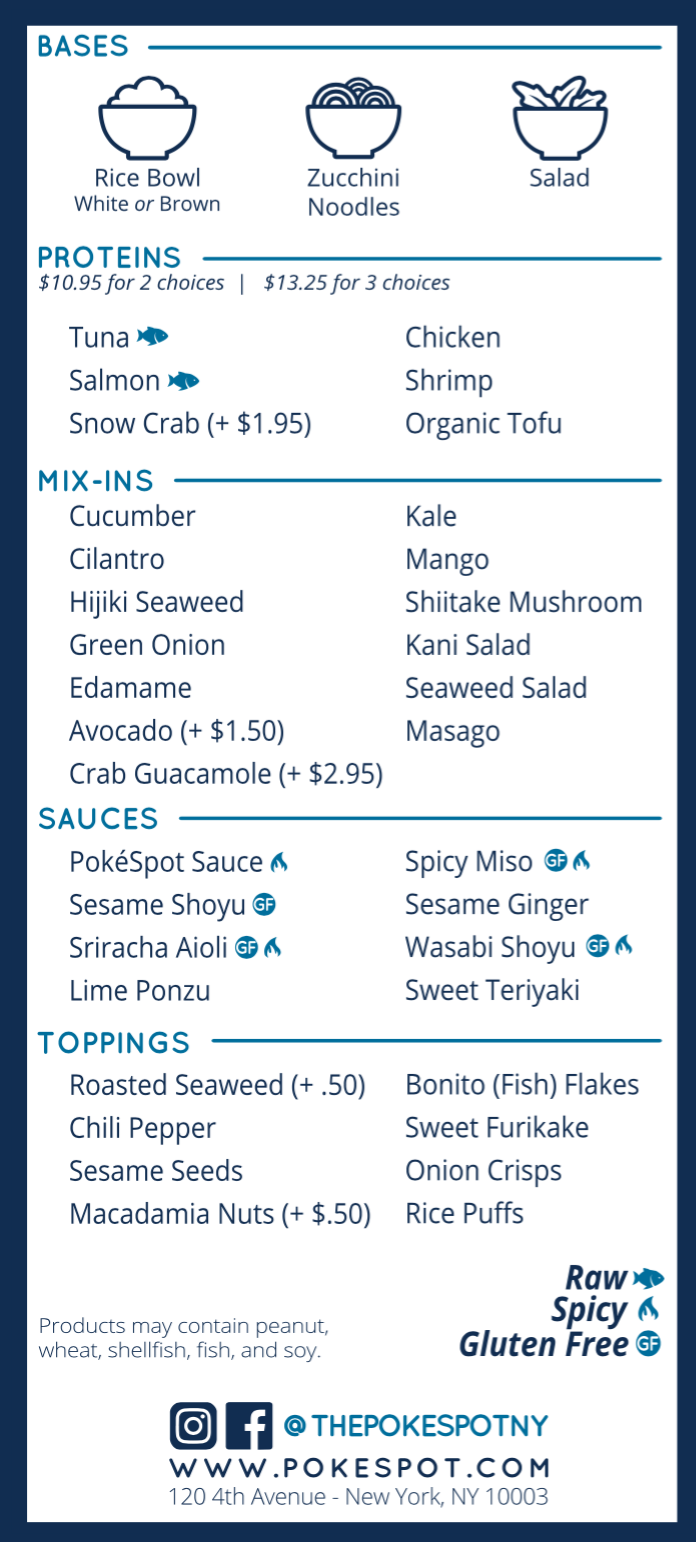 BASES
Rice Bowl
White or Brown
Zucchini
Noodles
Salad
PROTEINS
$10.95 for 2 choices | $13.25 for 3 choices
Tuna
Salmon
Snow Crab (+ $1.95)
Chicken
Shrimp
Organic Tofu
MIX-INS
Cucumber
Cilantro
Hijiki Seaweed
Green Onion
Edamame
Avocado (+ $1.50)
Crab Guacamole (+ $2.95)
Kale
Mango
Shiitake Mushroom
Kani Salad
Seaweed Salad
Masago
SAUCES
PokéSpot Sauce
Sesame Shoyu GF
Sriracha Aioli GF
Lime Ponzu
Spicy Miso GF
Sesame Ginger
Wasabi Shoyu GF
Sweet Teriyaki
TOPPINGS
Roasted Seaweed (+ .50)
Chili Pepper
Sesame Seeds
Macadamia Nuts (+ $.50)
Bonito (Fish) Flakes
Sweet Furikake
Onion Crisps
Rice Puffs
Raw
Spicy
Gluten Free GF
Products may contain peanut,
wheat, shellfish, fish, and soy.
@THEPOKESPOTNY
WWW.POKESPOT.COM
120 4th Avenue - New York, NY 10003